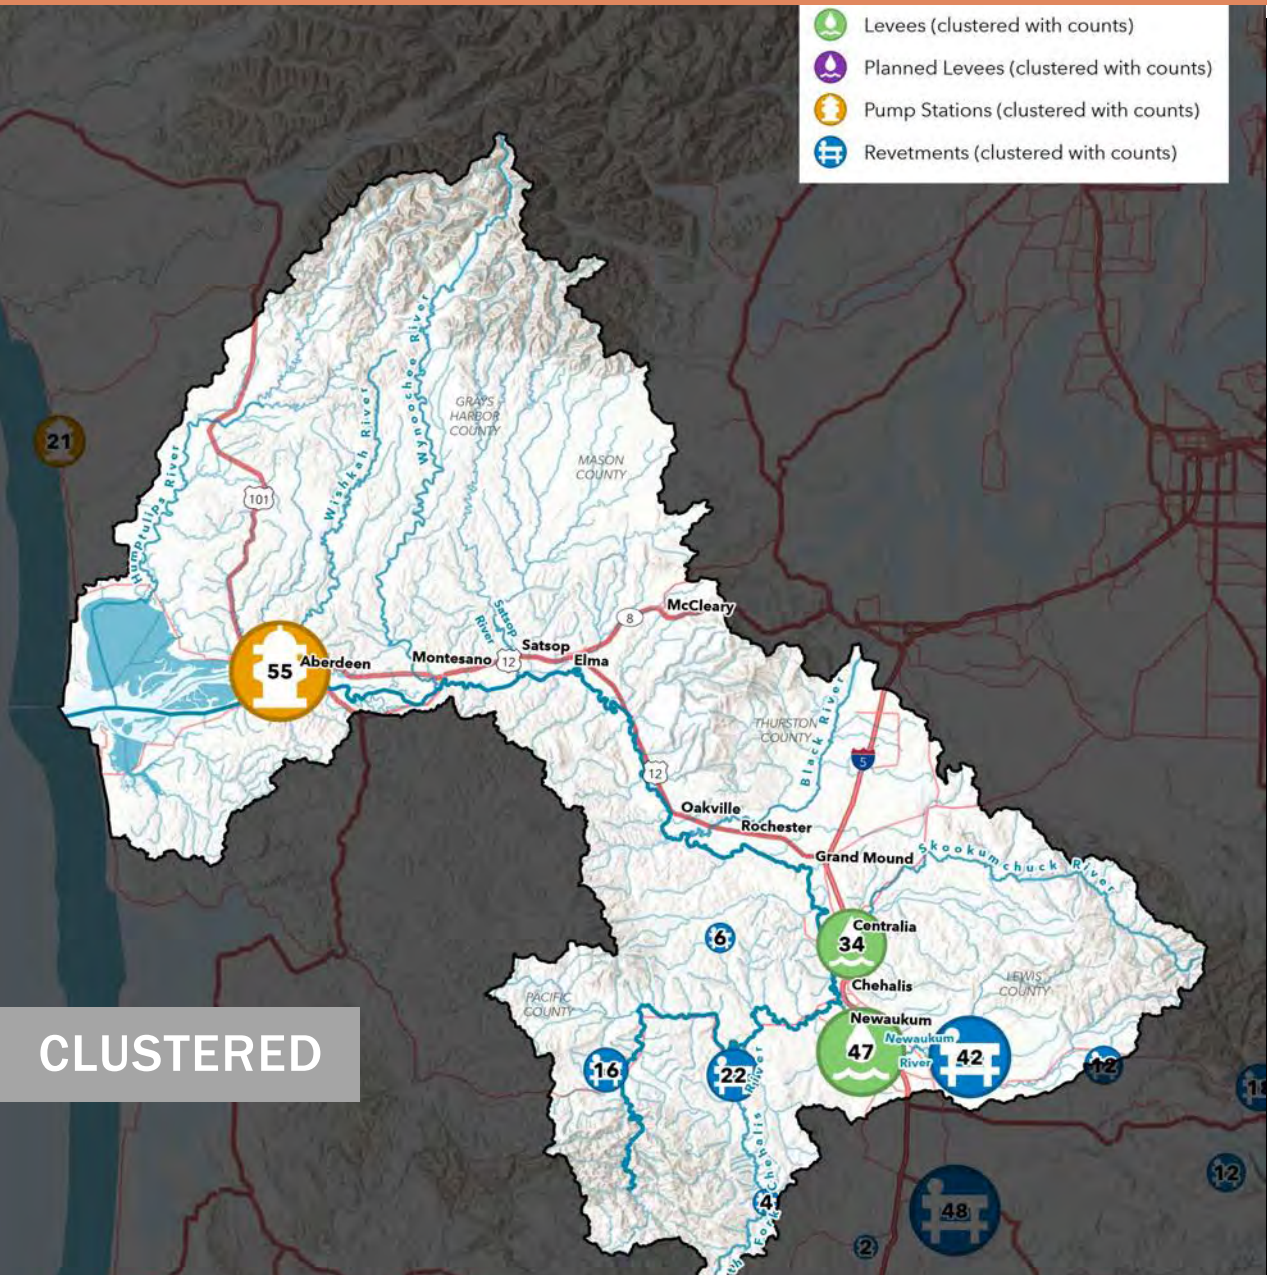 Levees (clustered with counts)
Planned Levees (clustered with counts)
Pump Stations (clustered with counts)
Revetments (clustered with counts)
Wynoochee River
Wishkah River
GRAYS
HARBOR
COUNTY
21
Humptulips River
MASON
COUNTY
101
McCleary
8
Satsop
River
Satsop
55
Aberdeen
Montesano
12
Elma
THURSTON
COUNTY
Black River
5
12
Oakville
Rochester
Grand Mound
Skookumchuck River
6
Centralia
34
Chehalis
LEWIS
COUNTY
PACIFIC
COUNTY
Newaukum
Newaukum
River
CLUSTERED
47
42
16
22
12
Chehalis River
Fork
4
12
48
2